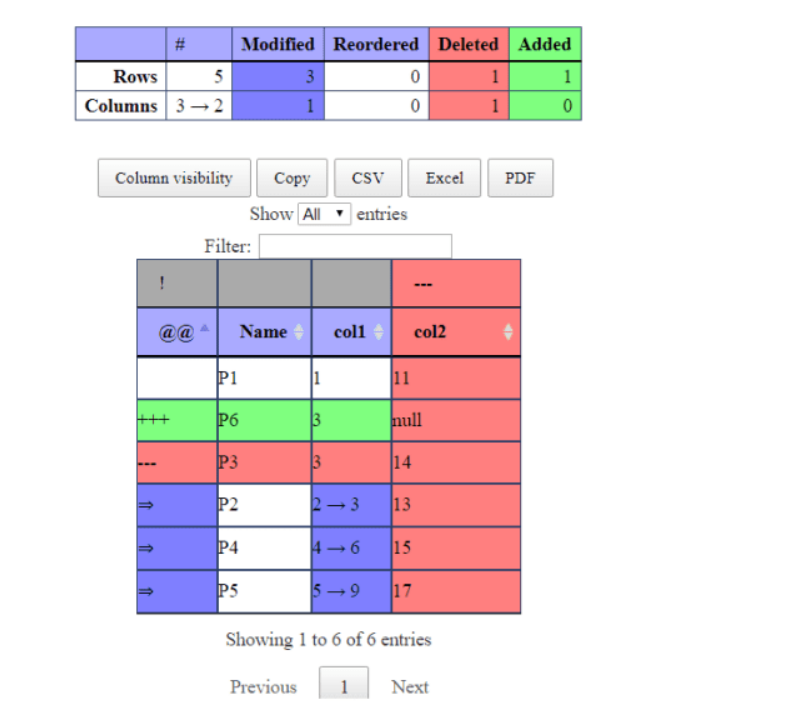 # Modified Reordered Deleted Added
Rows 5 3 0 1 1
Columns 3 → 2 1 0 1 0
Column visibility Copy CSV Excel PDF
Show All entries
Filter:
! ---
@@ Name col1 col2
P1 1 11
+++ P6 3 null
--- P3 3 14
⇒ P2 2 → 3 13
⇒ P4 4 → 6 15
⇒ P5 5 → 9 17
Showing 1 to 6 of 6 entries
Previous 1 Next